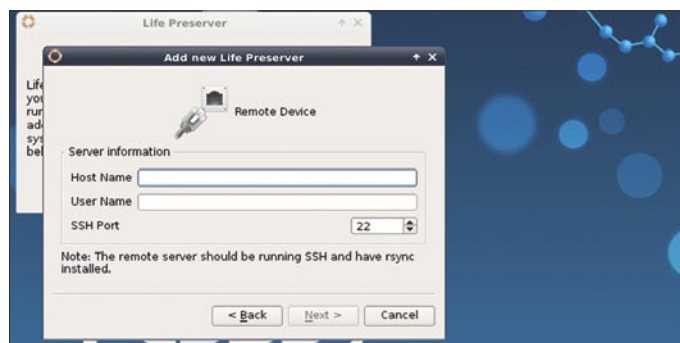 Life Preserver
Add new Life Preserver
Remote Device
Server information
Host Name
User Name
SSH Port
22
Note: The remote server should be running SSH and have rsync
installed.
< Back
Next >
Cancel